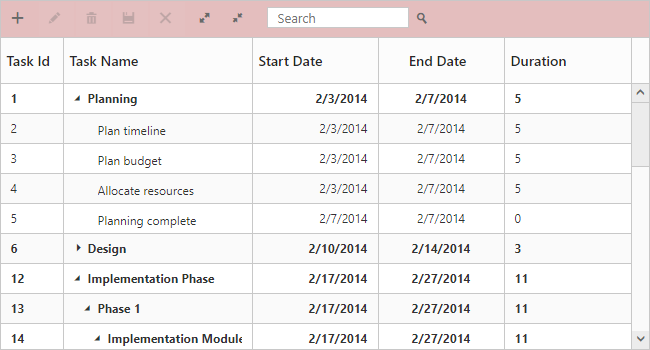 Search
Task Id Task Name Start Date End Date Duration
1 Planning 2/3/2014 2/7/2014 5
2 Plan timeline 2/3/2014 2/7/2014 5
3 Plan budget 2/3/2014 2/7/2014 5
4 Allocate resources 2/3/2014 2/7/2014 5
5 Planning complete 2/7/2014 2/7/2014 0
6 Design 2/10/2014 2/14/2014 3
12 Implementation Phase 2/17/2014 2/27/2014 11
13 Phase 1 2/17/2014 2/27/2014 11
14 Implementation Module 2/17/2014 2/27/2014 11